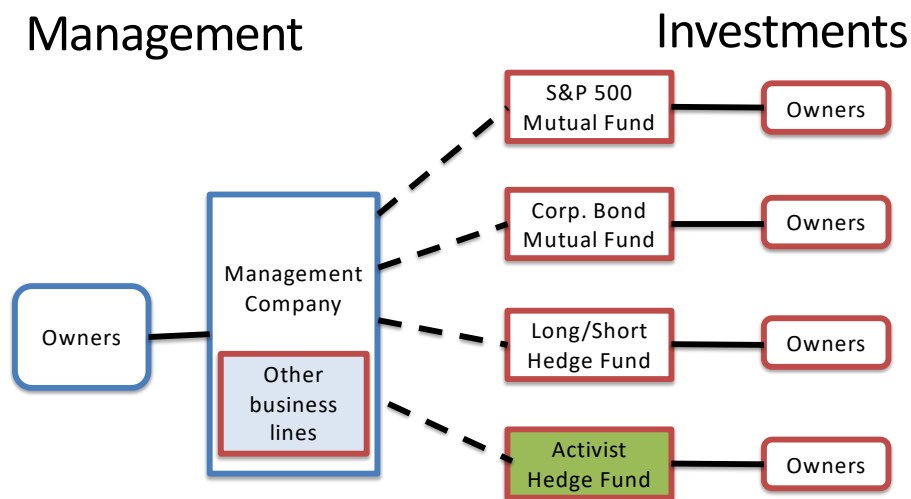 Management
Investments
S&P 500
Mutual Fund
Owners
Corp. Bond
Mutual Fund
Owners
Management
Company
Owners
Long/Short
Hedge Fund
Owners
Other
business
lines
Activist
Hedge Fund
Owners